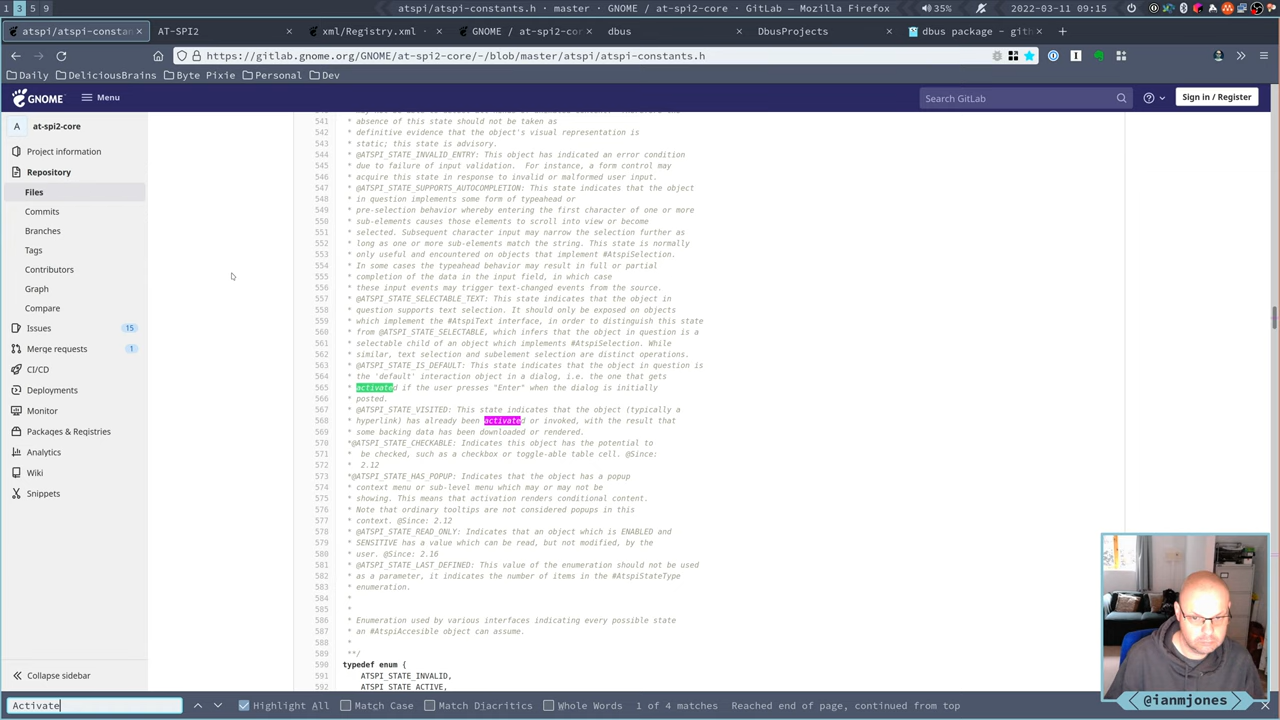 1 3 5 9
atspi/atspi-constants.h · master · GNOME / at-spi2-core · GitLab — Mozilla Firefox
35%
2022-03-11 09:15
atspi/atspi-constant
AT-SPI2
xml/Registry.xml ·
GNOME / at-spi2-co
dbus
DbusProjects
dbus package - gith
https://gitlab.gnome.org/GNOME/at-spi2-core/-/blob/master/atspi/atspi-constants.h
Daily
DeliciousBrains
Byte Pixie
Personal
Dev
GNOME
Menu
Search GitLab
Sign in / Register
A at-spi2-core
Project information
Repository
Files
Commits
Branches
Tags
Contributors
Graph
Compare
Issues 15
Merge requests 1
CI/CD
Deployments
Monitor
Packages & Registries
Analytics
Wiki
Snippets
Collapse sidebar
541 * absence of this state should not be taken as
542 * definitive evidence that the object's visual representation is
543 * static; this state is advisory.
544 * @ATSPI_STATE_INVALID_ENTRY: This object has indicated an error condition
545 * due to failure of input validation.  For instance, a form control may
546 * acquire this state in response to invalid or malformed user input.
547 * @ATSPI_STATE_SUPPORTS_AUTOCOMPLETION: This state indicates that the object
548 * in question implements some form of typeahead or
549 * pre-selection behavior whereby entering the first character of one or more
550 * sub-elements causes those elements to scroll into view or become
551 * selected. Subsequent character input may narrow the selection further as
552 * long as one or more sub-elements match the string. This state is normally
553 * only useful and encountered on objects that implement #AtspiSelection.
554 * In some cases the typeahead behavior may result in full or partial
555 * completion of the data in the input field, in which case
556 * these input events may trigger text-changed events from the source.
557 * @ATSPI_STATE_SELECTABLE_TEXT: This state indicates that the object in
558 * question supports text selection. It should only be exposed on objects
559 * which implement the #AtspiText interface, in order to distinguish this state
560 * from @ATSPI_STATE_SELECTABLE, which infers that the object in question is a
561 * selectable child of an object which implements #AtspiSelection. While
562 * similar, text selection and subelement selection are distinct operations.
563 * @ATSPI_STATE_IS_DEFAULT: This state indicates that the object in question is
564 * the 'default' interaction object in a dialog, i.e. the one that gets
565 * activated if the user presses "Enter" when the dialog is initially
566 * posted.
567 * @ATSPI_STATE_VISITED: This state indicates that the object (typically a
568 * hyperlink) has already been activated or invoked, with the result that
569 * some backing data has been downloaded or rendered.
570 *@ATSPI_STATE_CHECKABLE: Indicates this object has the potential to
571 *  be checked, such as a checkbox or toggle-able table cell. @Since:
572 *  2.12
573 *@ATSPI_STATE_HAS_POPUP: Indicates that the object has a popup
574 * context menu or sub-level menu which may or may not be
575 * showing. This means that activation renders conditional content.
576 * Note that ordinary tooltips are not considered popups in this
577 * context. @Since: 2.12
578 * @ATSPI_STATE_READ_ONLY: Indicates that an object which is ENABLED and
579 * SENSITIVE has a value which can be read, but not modified, by the
580 * user. @Since: 2.16
581 * @ATSPI_STATE_LAST_DEFINED: This value of the enumeration should not be used
582 * as a parameter, it indicates the number of items in the #AtspiStateType
583 * enumeration.
584 *
585 *
586 * Enumeration used by various interfaces indicating every possible state
587 * an #AtspiAccesible object can assume.
588 *
589 **/
590 typedef enum {
591 ATSPI_STATE_INVALID,
592 ATSPI_STATE_ACTIVE,
Activate
Highlight All
Match Case
Match Diacritics
Whole Words
1 of 4 matches
Reached end of page, continued from top
</> @ianmjones </>